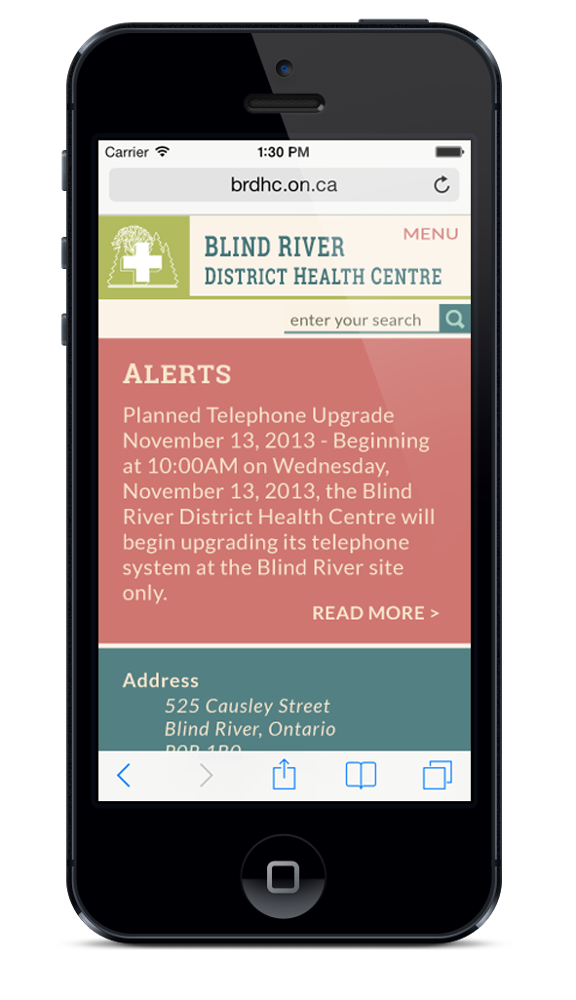 Carrier 1:30 PM
brdhc.on.ca
MENU
BLIND RIVER
DISTRICT HEALTH CENTRE
enter your search
ALERTS
Planned Telephone Upgrade
November 13, 2013 - Beginning
at 10:00AM on Wednesday,
November 13, 2013, the Blind
River District Health Centre will
begin upgrading its telephone
system at the Blind River site
only.
READ MORE >
Address
525 Causley Street
Blind River, Ontario
P0R 1B0